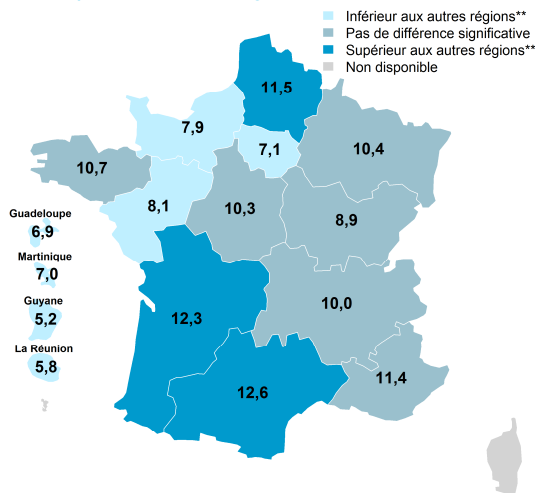 Inférieur aux autres régions**
Pas de différence significative
Supérieur aux autres régions**
Non disponible
11,5
7,9
7,1
10,4
10,7
8,1
10,3
8,9
Guadeloupe
6,9
Martinique
7,0
Guyane
5,2
La Réunion
5,8
10,0
12,3
12,6
11,4